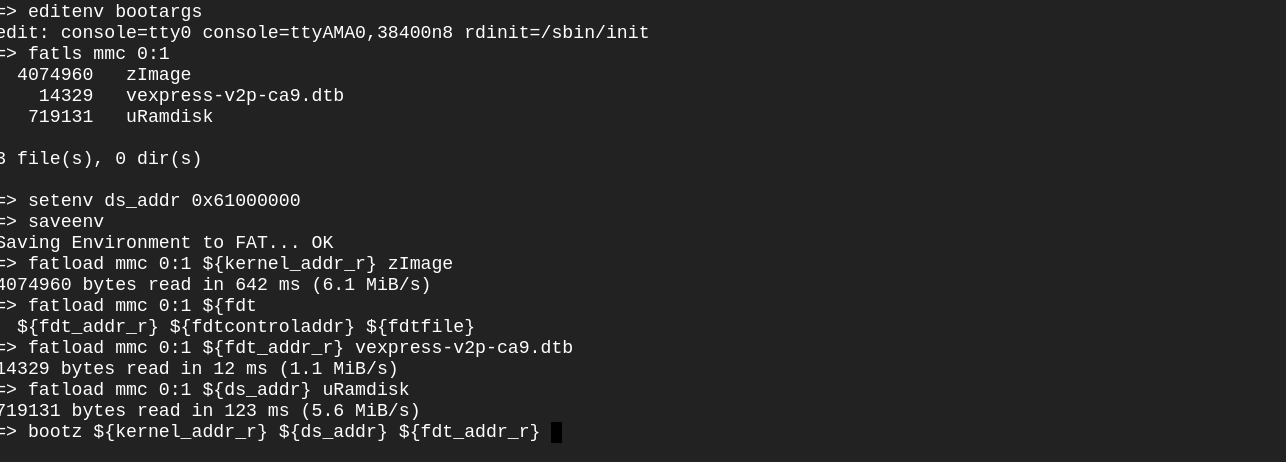 => editenv bootargs
edit: console=tty0 console=ttyAMA0,38400n8 rdinit=/sbin/init
=> fatls mmc 0:1
  4074960   zImage
    14329   vexpress-v2p-ca9.dtb
   719131   uRamdisk
3 file(s), 0 dir(s)
=> setenv ds_addr 0x61000000
=> saveenv
Saving Environment to FAT... OK
=> fatload mmc 0:1 ${kernel_addr_r} zImage
4074960 bytes read in 642 ms (6.1 MiB/s)
=> fatload mmc 0:1 ${fdt
  ${fdt_addr_r} ${fdtcontroladdr} ${fdtfile}
=> fatload mmc 0:1 ${fdt_addr_r} vexpress-v2p-ca9.dtb
14329 bytes read in 12 ms (1.1 MiB/s)
=> fatload mmc 0:1 ${ds_addr} uRamdisk
719131 bytes read in 123 ms (5.6 MiB/s)
=> bootz ${kernel_addr_r} ${ds_addr} ${fdt_addr_r}